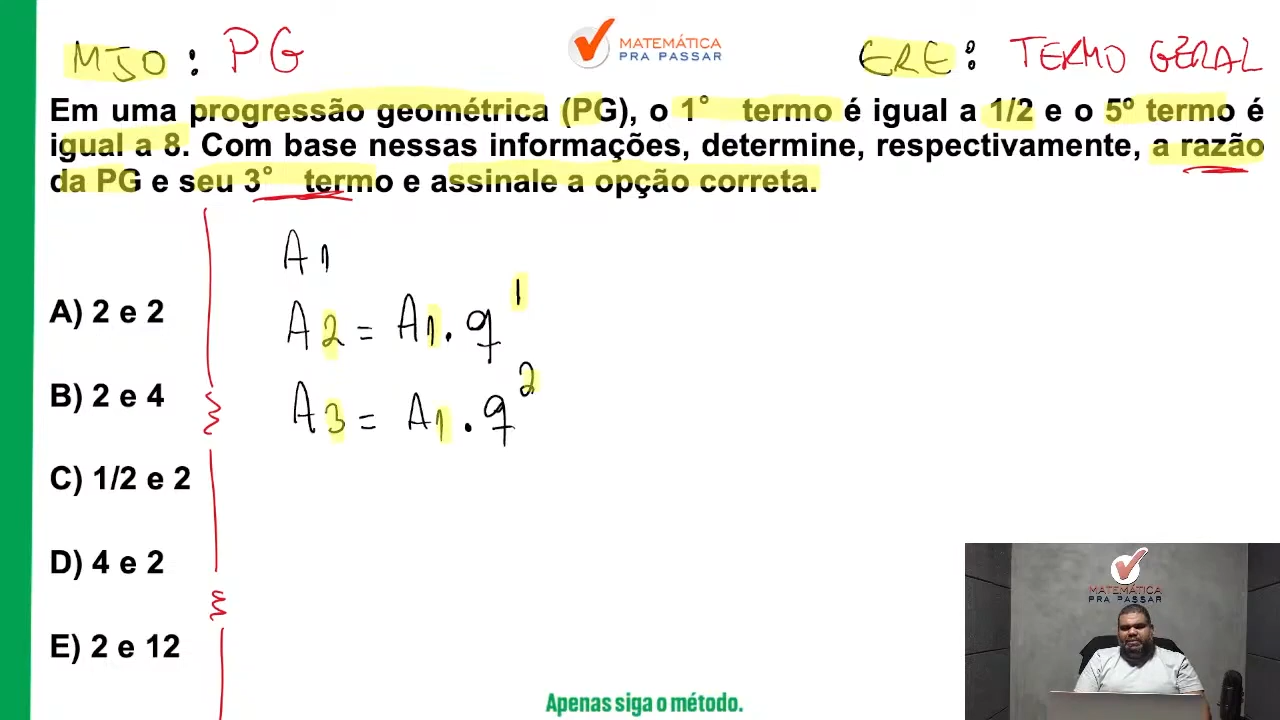 MJO: PG
MATEMÁTICA
PRA PASSAR
ERE: TERMO GERAL
Em uma progressão geométrica (PG), o 1° termo é igual a 1/2 e o 5º termo é
igual a 8. Com base nessas informações, determine, respectivamente, a razão
da PG e seu 3° termo e assinale a opção correta.
A1
A2 = A1 . q^1
A3 = A1 . q^2
A) 2 e 2
B) 2 e 4
C) 1/2 e 2
D) 4 e 2
E) 2 e 12
MATEMÁTICA
PRA PASSAR
Apenas siga o método.